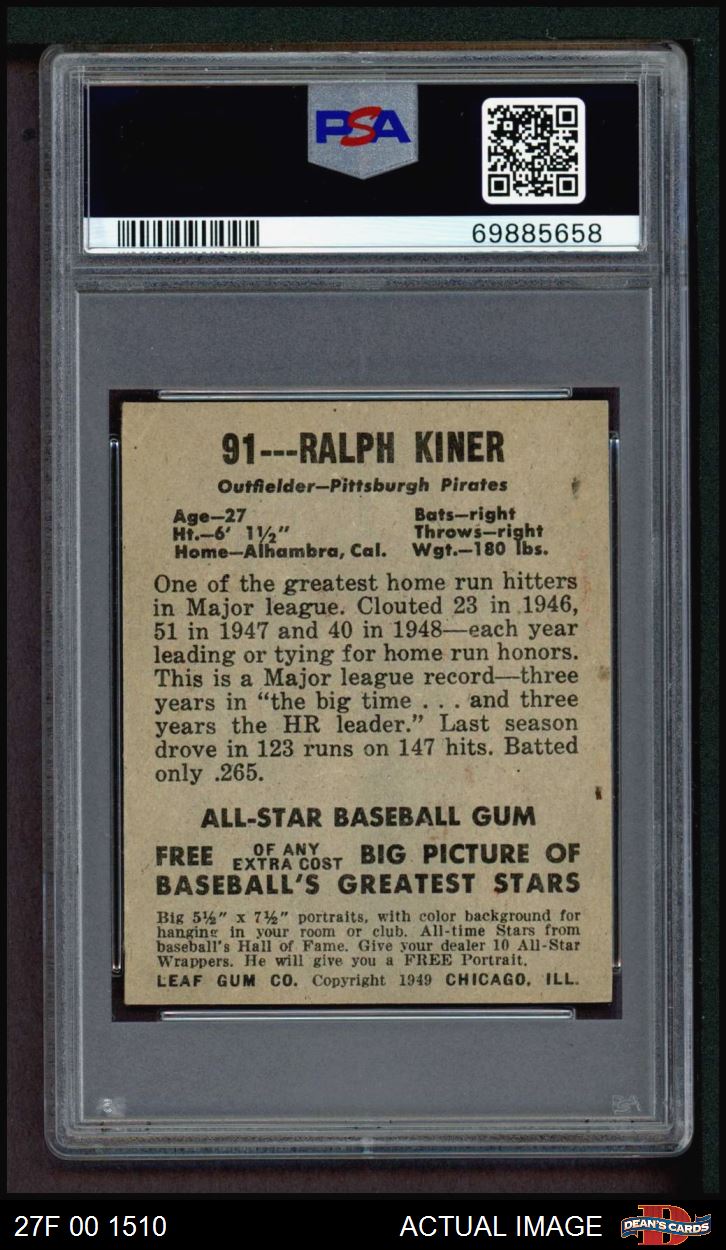 PSA
69885658
91---RALPH KINER
Outfielder—Pittsburgh Pirates
Age—27 Bats—right
Ht.—6' 1½" Throws—right
Home—Alhambra, Cal. Wgt.—180 lbs.
One of the greatest home run hitters
in Major league. Clouted 23 in 1946,
51 in 1947 and 40 in 1948—each year
leading or tying for home run honors.
This is a Major league record—three
years in “the big time . . . and three
years the HR leader.” Last season
drove in 123 runs on 147 hits. Batted
only .265.
ALL-STAR BASEBALL GUM
FREE OF ANY EXTRA COST BIG PICTURE OF
BASEBALL'S GREATEST STARS
Big 5½" x 7½" portraits, with color background for
hanging in your room or club. All-time Stars from
baseball's Hall of Fame. Give your dealer 10 All-Star
Wrappers. He will give you a FREE Portrait.
LEAF GUM CO. Copyright 1949 CHICAGO, ILL.
27F 00 1510 ACTUAL IMAGE DEAN'S CARDS